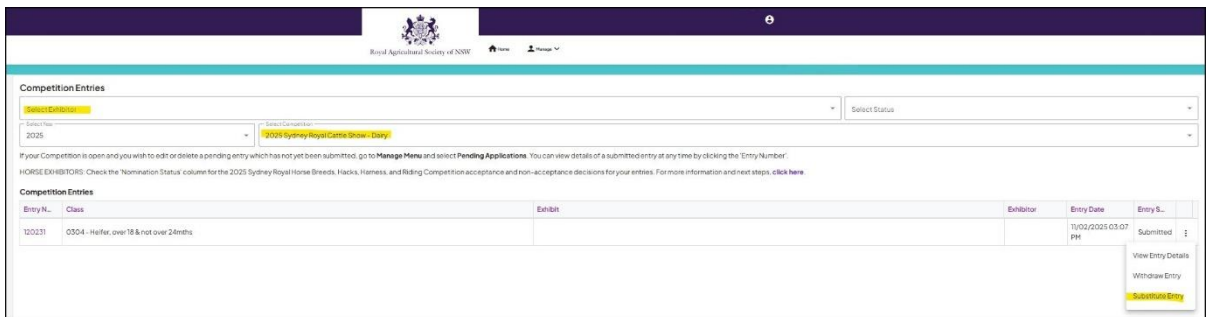 Royal Agricultural Society of NSW
Home
Manage
Competition Entries
Select Exhibitor
Select Status
Select Year
2025
Select Competition
2025 Sydney Royal Cattle Show - Dairy
If your Competition is open and you wish to edit or delete a pending entry which has not yet been submitted, go to Manage Menu and select Pending Applications. You can view details of a submitted entry at any time by clicking the 'Entry Number'.
HORSE EXHIBITORS: Check the 'Nomination Status' column for the 2025 Sydney Royal Horse Breeds, Hacks, Harness, and Riding Competition acceptance and non-acceptance decisions for your entries. For more information and next steps, click here.
Competition Entries
Entry N... Class Exhibit Exhibitor Entry Date Entry S...
120231 0304 - Heifer, over 18 & not over 24mths 11/02/2025 03:07 PM Submitted
View Entry Details
Withdraw Entry
Substitute Entry